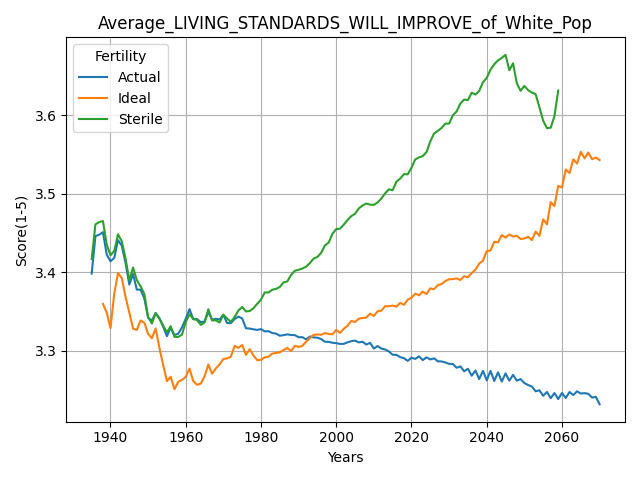 Average_LIVING_STANDARDS_WILL_IMPROVE_of_White_Pop
Fertility
Actual
Ideal
Sterile
Score(1-5)
3.6
3.5
3.4
3.3
1940 1960 1980 2000 2020 2040 2060
Years